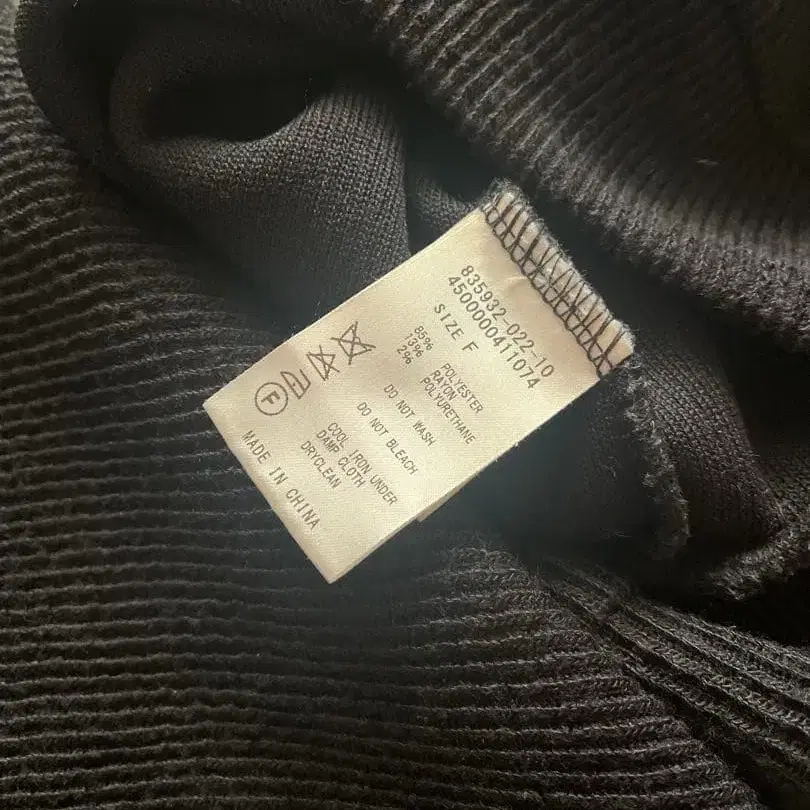 835932-022-10
4500000411074
SIZE F
85% POLYESTER
13% RAYON
2% POLYURETHANE
DO NOT WASH
DO NOT BLEACH
COOL IRON UNDER
DAMP CLOTH
DRYCLEAN
F
MADE IN CHINA